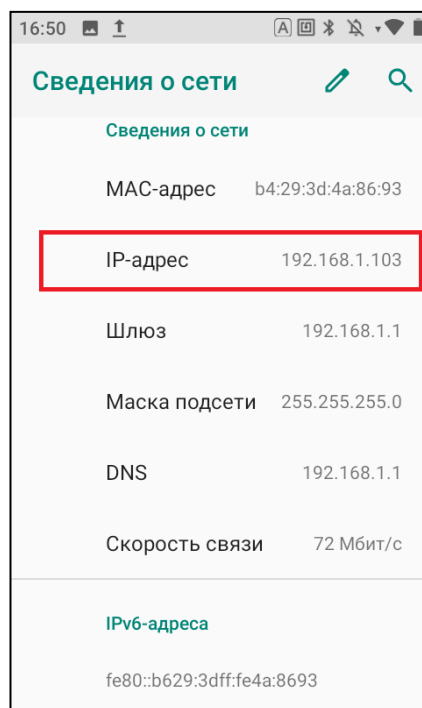 16:50
Сведения о сети
Сведения о сети
MAC-адрес b4:29:3d:4a:86:93
IP-адрес 192.168.1.103
Шлюз 192.168.1.1
Маска подсети 255.255.255.0
DNS 192.168.1.1
Скорость связи 72 Мбит/с
IPv6-адреса
fe80::b629:3dff:fe4a:8693